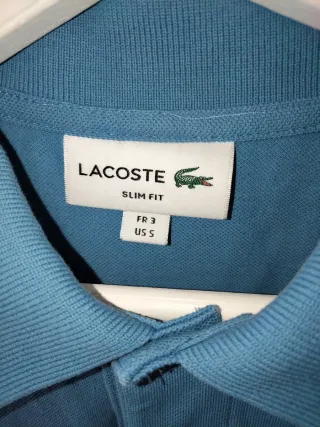 LACOSTE
SLIM FIT
FR 3
US S